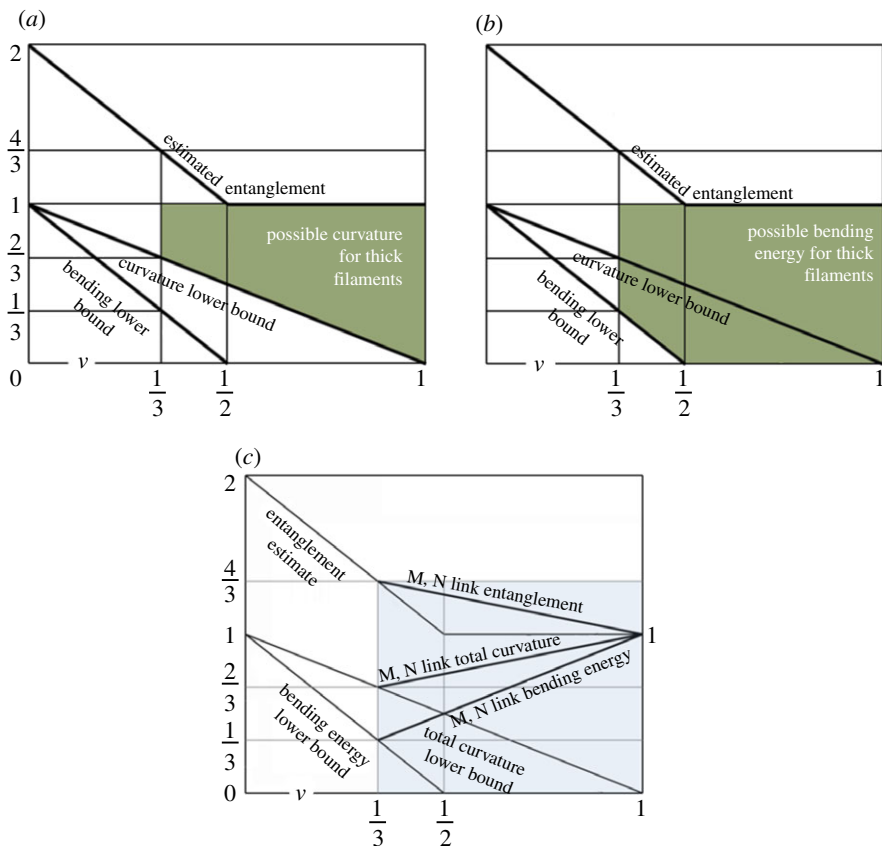 (a)
2
4
3
1
2
3
1
3
0
estimated
entanglement
possible curvature
for thick
filaments
curvature lower bound
bending lower
bound
v
1
3
1
2
1
(b)
estimated
entanglement
possible bending
energy for thick
filaments
curvature lower bound
bending lower
bound
v
1
3
1
2
1
(c)
2
4
3
1
2
3
1
3
0
entanglement
estimate
M, N link entanglement
M, N link total curvature
M, N link bending energy
1
bending energy
lower bound
total curvature
lower bound
v
1
3
1
2
1